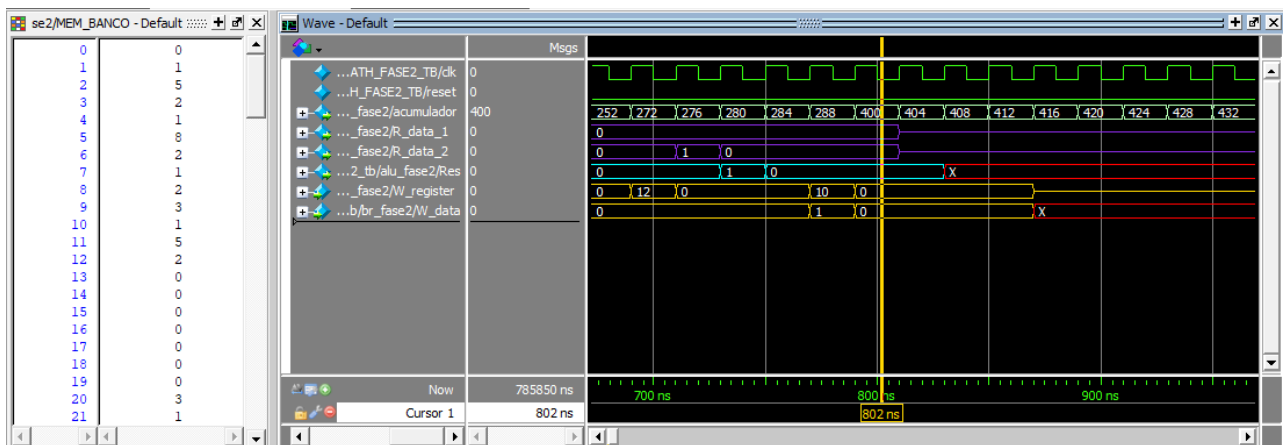 se2/MEM_BANCO - Default
0 0
1 1
2 5
3 2
4 1
5 8
6 2
7 1
8 2
9 3
10 1
11 5
12 2
13 0
14 0
15 0
16 0
17 0
18 0
19 0
20 3
21 1
Wave - Default
Msgs
...ATH_FASE2_TB/clk 0
...H_FASE2_TB/reset 0
..._fase2/acumulador 400 252 272 276 280 284 288 400 404 408 412 416 420 424 428 432
..._fase2/R_data_1 0 0
..._fase2/R_data_2 0 0 1 0
...2_tb/alu_fase2/Res 0 0 1 0 X
..._fase2/W_register 0 0 12 0 10 0
...b/br_fase2/W_data 0 0 1 0 X
Now 785850 ns 700 ns 800 ns 900 ns
Cursor 1 802 ns 802 ns